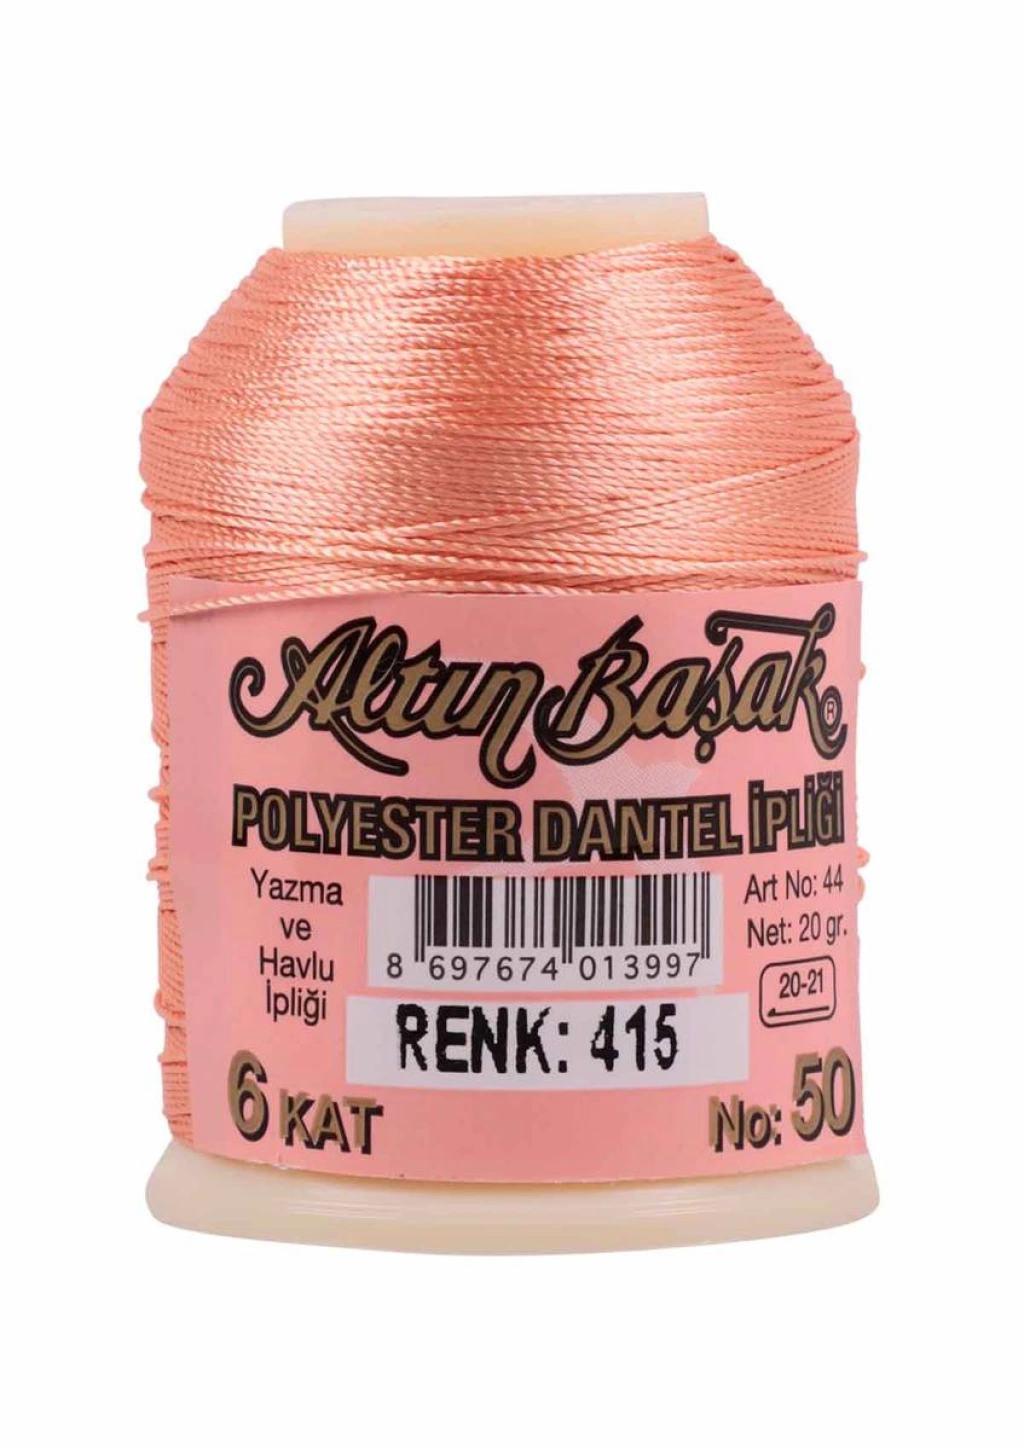 Altın Başak ®
POLYESTER DANTEL İPLİĞİ
Yazma
ve
Havlu
İpliği
8 697674 013997
Art No: 44
Net: 20 gr.
20-21
RENK: 415
6 KAT
No: 50